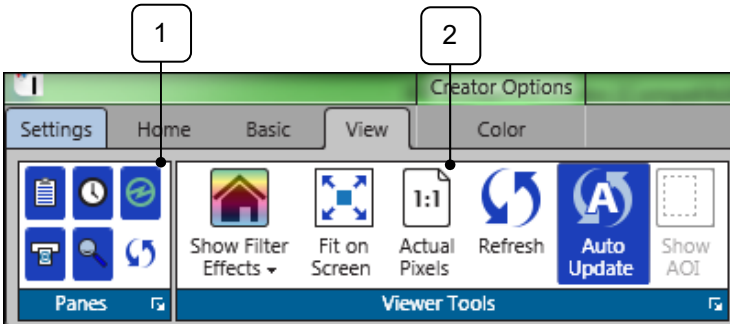 1
2
Creator Options
Settings Home Basic View Color
1:1
A
Show Filter
Effects
Fit on
Screen
Actual
Pixels
Refresh
Auto
Update
Show
AOI
Panes
Viewer Tools